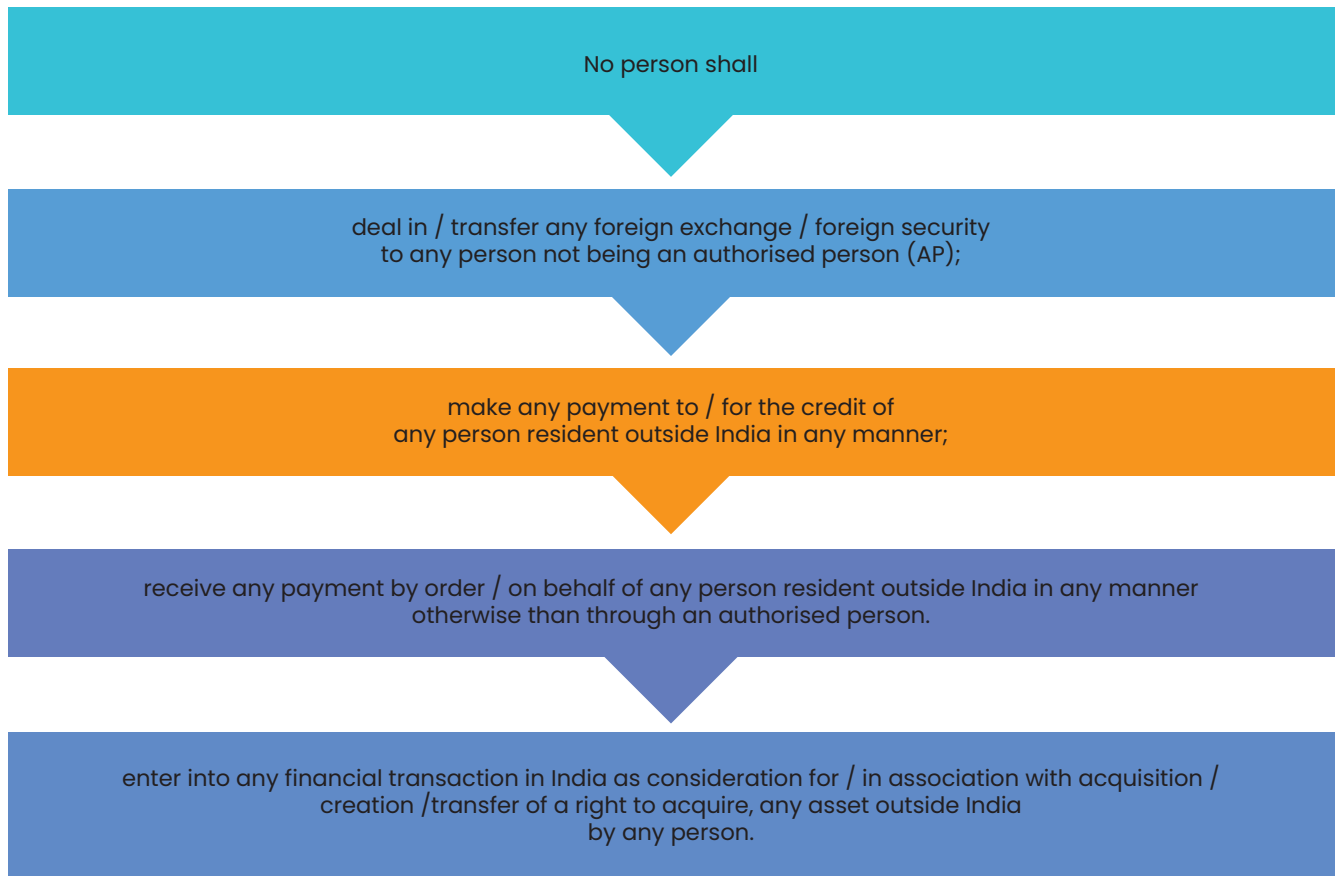 No person shall
deal in / transfer any foreign exchange / foreign security
to any person not being an authorised person (AP);
make any payment to / for the credit of
any person resident outside India in any manner;
receive any payment by order / on behalf of any person resident outside India in any manner
otherwise than through an authorised person.
enter into any financial transaction in India as consideration for / in association with acquisition /
creation /transfer of a right to acquire, any asset outside India
by any person.